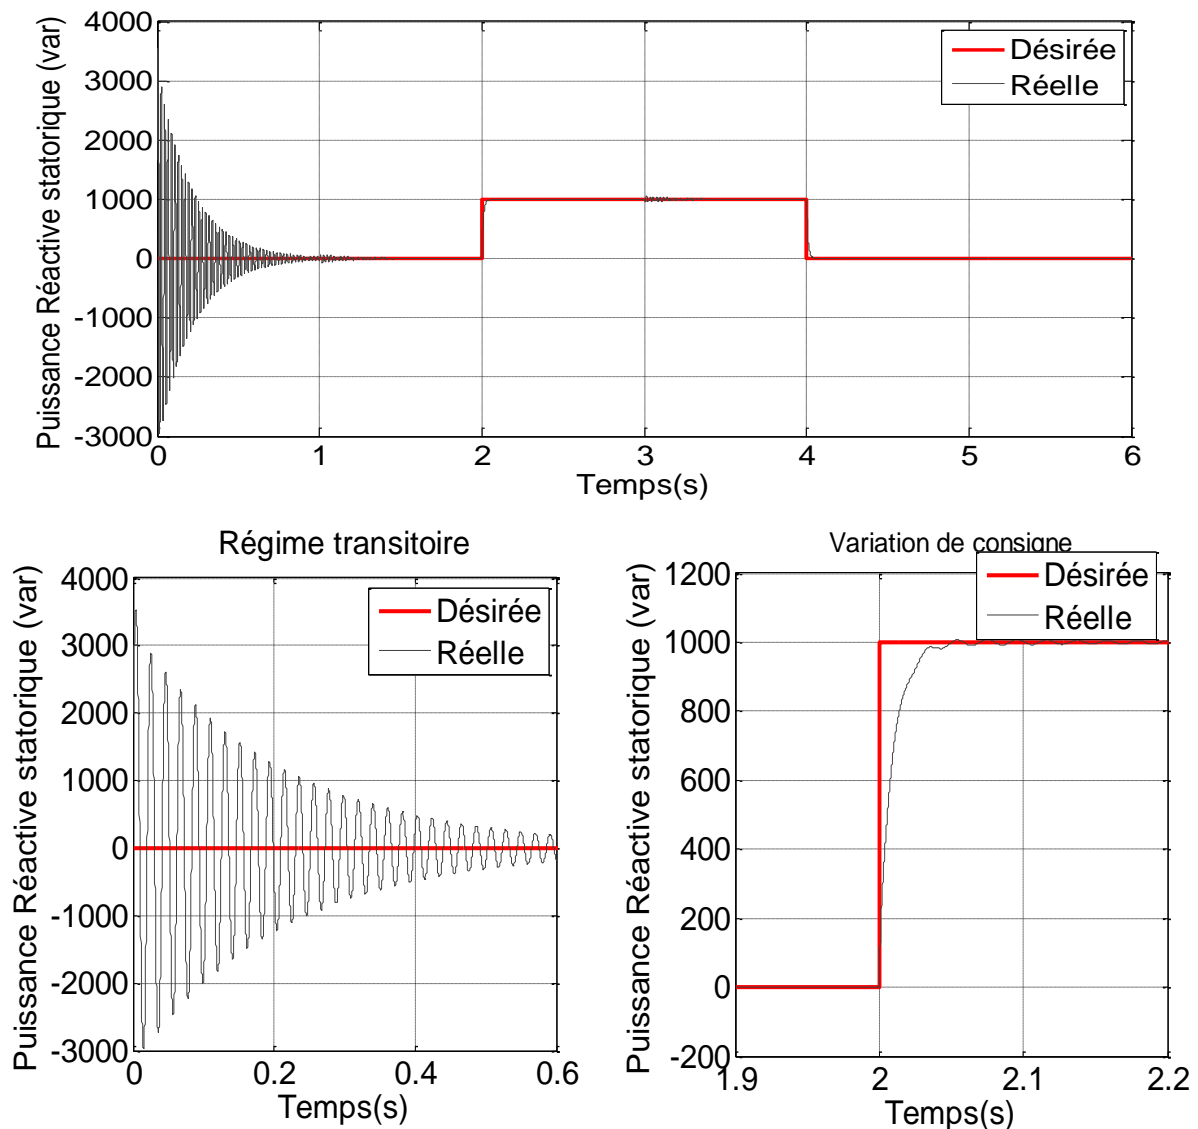 Puissance Réactive statorique (var)
4000
3000
2000
1000
0
-1000
-2000
-3000
Désirée
Réelle
0 1 2 3 4 5 6
Temps(s)
Régime transitoire
Puissance Réactive statorique (var)
4000
3000
2000
1000
0
-1000
-2000
-3000
Désirée
Réelle
0 0.2 0.4 0.6
Temps(s)
Variation de consigne
Puissance Réactive statorique (var)
1200
1000
800
600
400
200
0
-200
Désirée
Réelle
1.9 2 2.1 2.2
Temps(s)